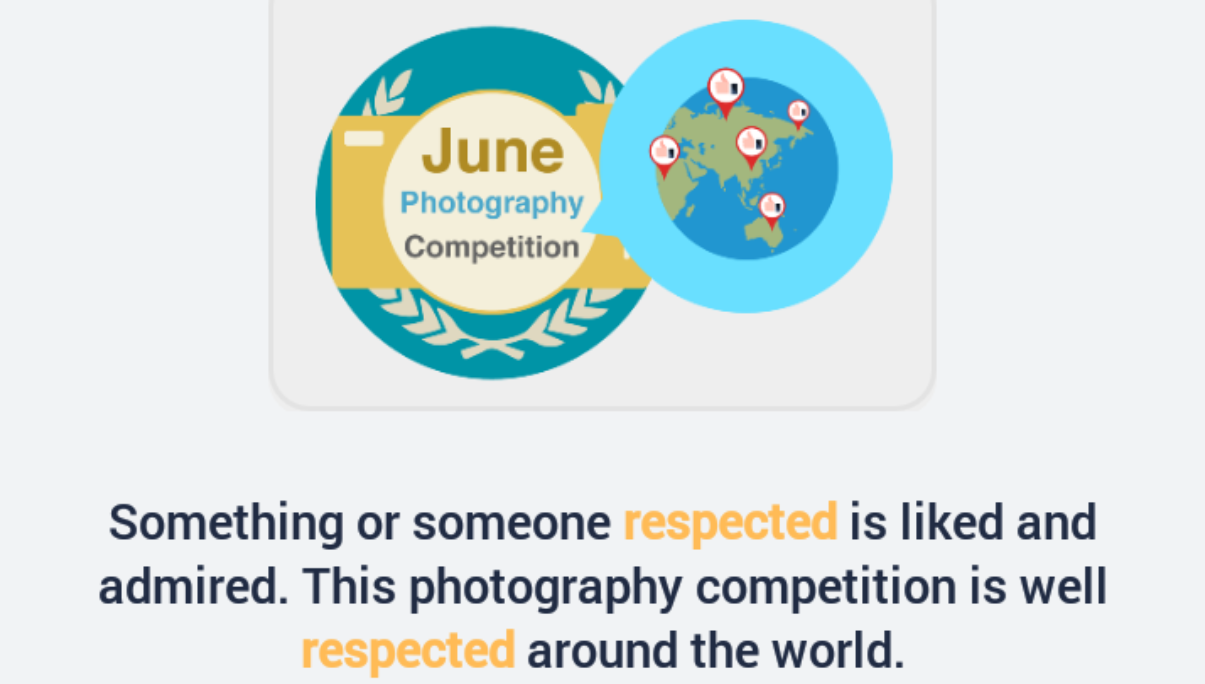 June
Photography
Competition
Something or someone respected is liked and
admired. This photography competition is well
respected around the world.